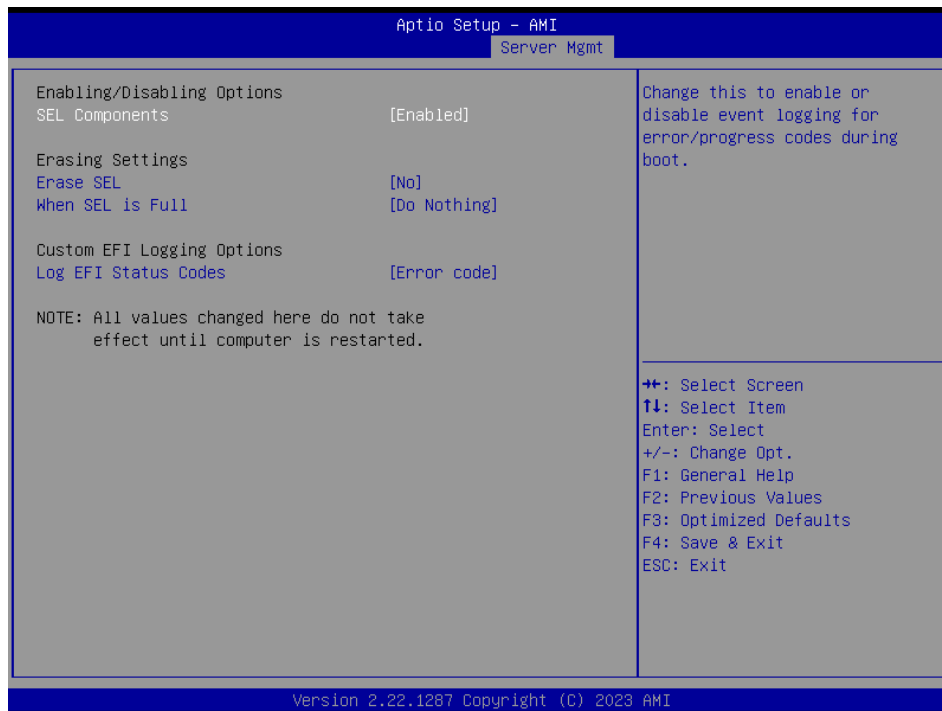 Aptio Setup – AMI
Server Mgmt
Enabling/Disabling Options
SEL Components [Enabled]
Erasing Settings
Erase SEL [No]
When SEL is Full [Do Nothing]
Custom EFI Logging Options
Log EFI Status Codes [Error code]
NOTE: All values changed here do not take
effect until computer is restarted.
Change this to enable or
disable event logging for
error/progress codes during
boot.
→←: Select Screen
↑↓: Select Item
Enter: Select
+/-: Change Opt.
F1: General Help
F2: Previous Values
F3: Optimized Defaults
F4: Save & Exit
ESC: Exit
Version 2.22.1287 Copyright (C) 2023 AMI